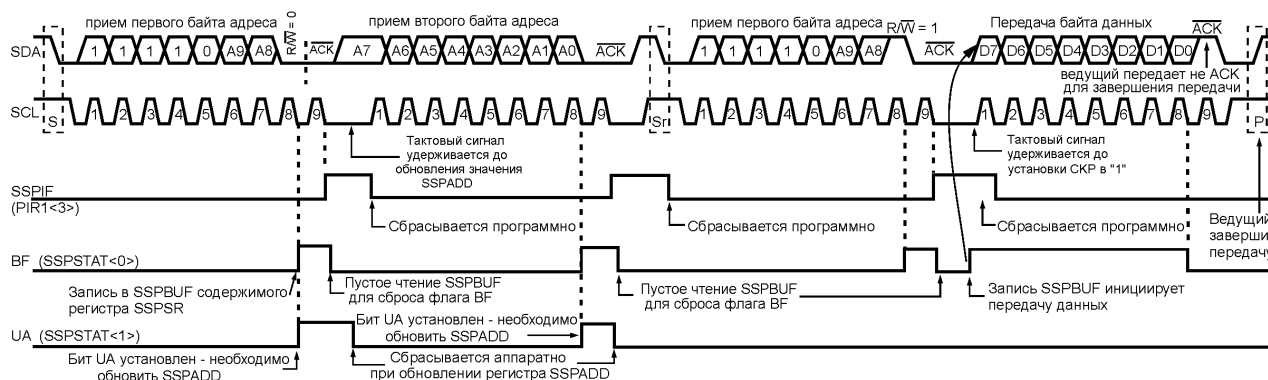 прием первого байта адреса
R/W = 0
прием второго байта адреса
прием первого байта адреса
R/W = 1
Передача байта данных
ACK
SDA
1 1 1 1 0 A9 A8
ACK
A7 A6 A5 A4 A3 A2 A1 A0
ACK
1 1 1 1 0 A9 A8
ACK
D7 D6 D5 D4 D3 D2 D1 D0
ведущий передает не ACK
для завершения передачи
SCL
S
1 2 3 4 5 6 7 8 9
1 2 3 4 5 6 7 8 9
Sr
1 2 3 4 5 6 7 8 9
1 2 3 4 5 6 7 8 9
P
Тактовый сигнал
удерживается до
обновления значения
SSPADD
Тактовый сигнал
удерживается до
установки CKP в "1"
SSPIF
(PIR1<3>)
Сбрасывается программно
Сбрасывается программно
Сбрасывается программно
Ведущий
заверши
передачу
BF (SSPSTAT<0>)
Запись в SSPBUF содержимого
регистра SSPSR
Пустое чтение SSPBUF
для сброса флага BF
Пустое чтение SSPBUF
для сброса флага BF
Запись SSPBUF инициирует
передачу данных
UA (SSPSTAT<1>)
Бит UA установлен - необходимо
обновить SSPADD
Бит UA установлен - необходимо
обновить SSPADD
Сбрасывается аппаратно
при обновлении регистра SSPADD